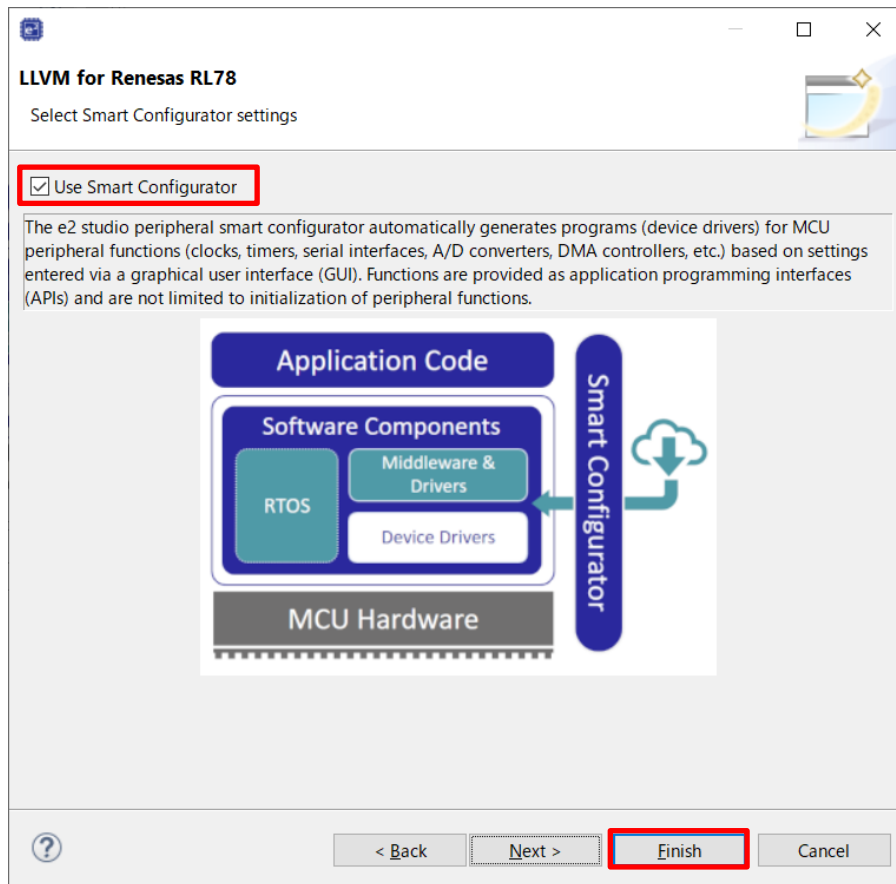 e²
LLVM for Renesas RL78
Select Smart Configurator settings
Use Smart Configurator
The e2 studio peripheral smart configurator automatically generates programs (device drivers) for MCU
peripheral functions (clocks, timers, serial interfaces, A/D converters, DMA controllers, etc.) based on settings
entered via a graphical user interface (GUI). Functions are provided as application programming interfaces
(APIs) and are not limited to initialization of peripheral functions.
Application Code
Software Components
RTOS
Middleware &
Drivers
Device Drivers
MCU Hardware
Smart Configurator
?
< Back
Next >
Finish
Cancel